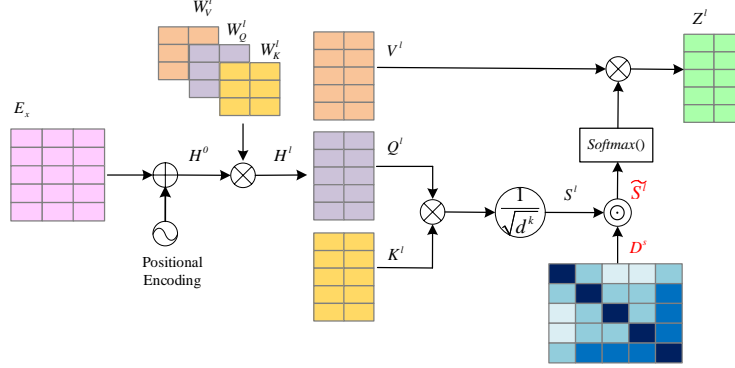 W_V^l
W_Q^l
W_K^l
V^l
Z^l
E_x
H^0
H^l
Q^l
Softmax()
1
√d^k
S^l
S̃^l
K^l
D^s
Positional
Encoding